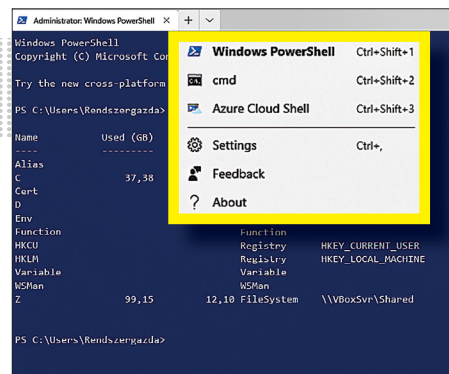 Administrator: Windows PowerShell
Windows PowerShell
Copyright (C) Microsoft Cor
Try the new cross-platform
PS C:\Users\Rendszergazda>
Name Used (GB)
---- ---------
Alias
C 37,38
Cert
D
Env
Function Function
HKCU Registry HKEY_CURRENT_USER
HKLM Registry HKEY_LOCAL_MACHINE
Variable Variable
WSMan WSMan
Z 99,15 12,10 FileSystem \\VBoxSvr\Shared
PS C:\Users\Rendszergazda>
Windows PowerShell Ctrl+Shift+1
cmd Ctrl+Shift+2
Azure Cloud Shell Ctrl+Shift+3
Settings Ctrl+,
Feedback
? About